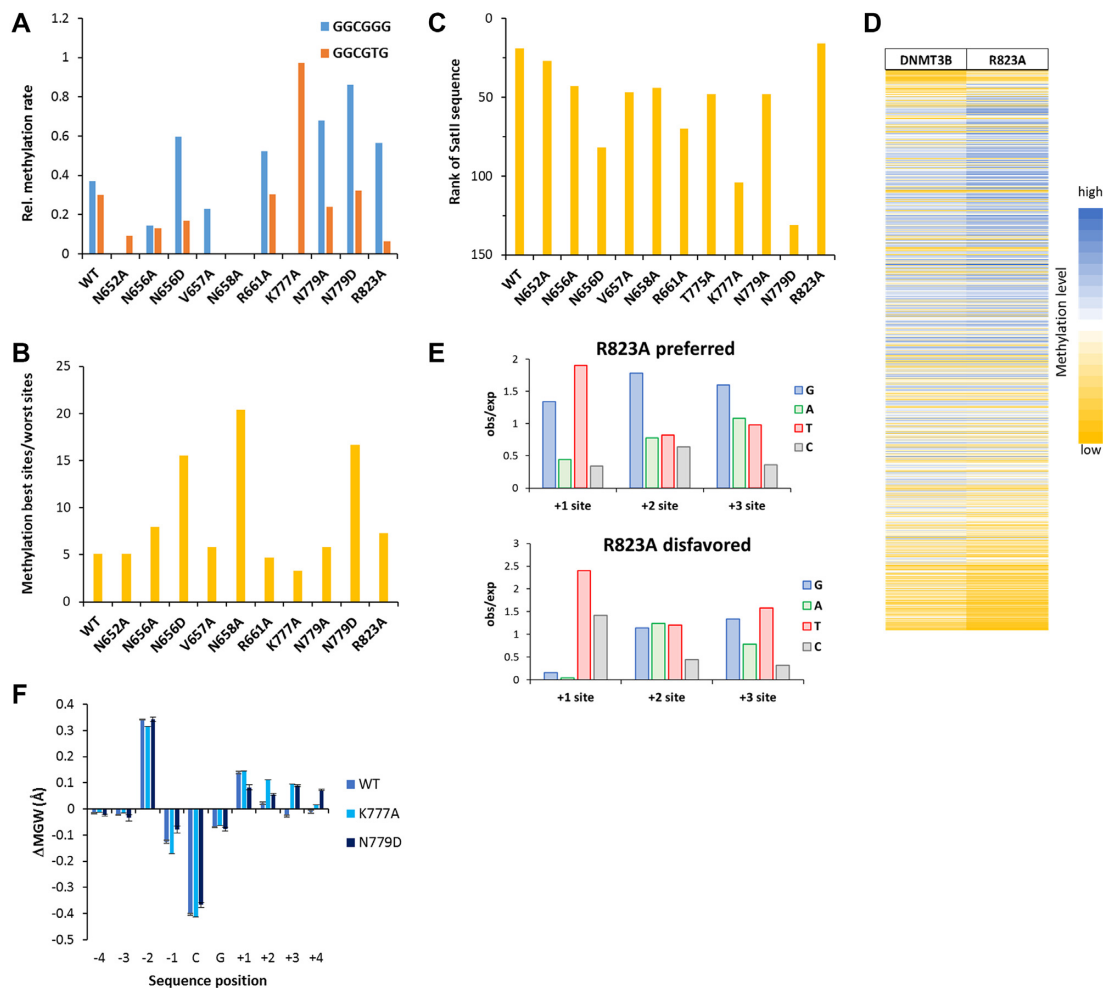 A
Rel. methylation rate
1.2
1
0.8
0.6
0.4
0.2
0
GGCGGG
GGCGTG
WT
N652A
N656A
N656D
V657A
N658A
R661A
K777A
N779A
N779D
R823A
B
Methylation best sites/worst sites
25
20
15
10
5
0
WT
N652A
N656A
N656D
V657A
N658A
R661A
K777A
N779A
N779D
R823A
C
Rank of SatII sequence
0
50
100
150
WT
N652A
N656A
N656D
V657A
N658A
R661A
T775A
K777A
N779A
N779D
R823A
D
DNMT3B R823A
high
Methylation level
low
E
R823A preferred
obs/exp
2
1.5
1
0.5
0
G
A
T
C
+1 site +2 site +3 site
R823A disfavored
obs/exp
3
2.5
2
1.5
1
0.5
0
G
A
T
C
+1 site +2 site +3 site
F
ΔMGW (Å)
0.4
0.3
0.2
0.1
0
-0.1
-0.2
-0.3
-0.4
-0.5
WT
K777A
N779D
-4 -3 -2 -1 C G +1 +2 +3 +4
Sequence position